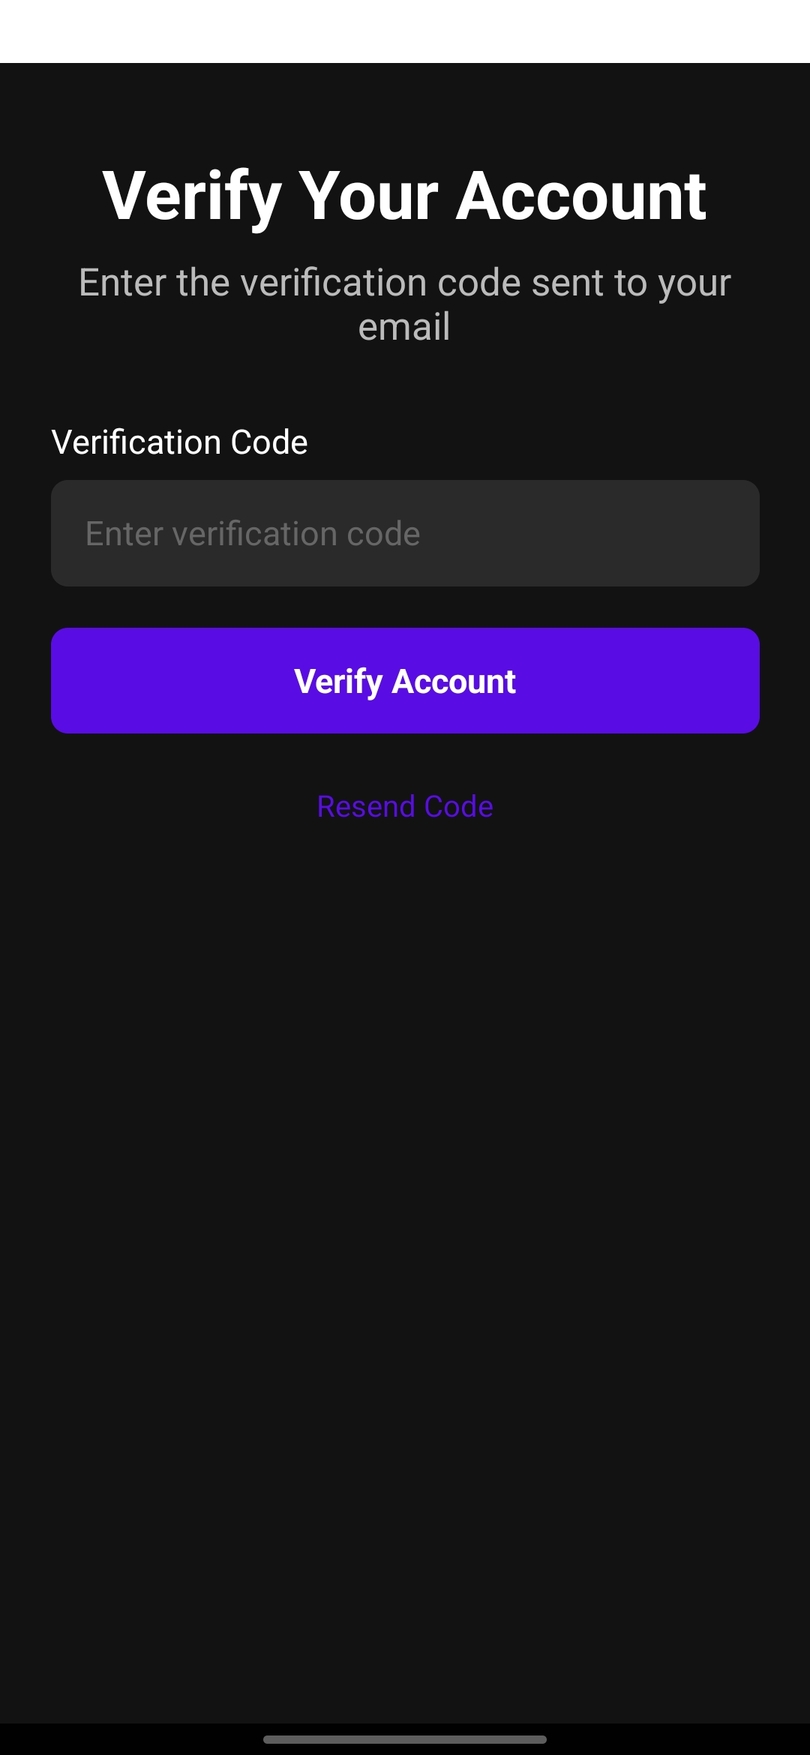 Verify Your Account
Enter the verification code sent to your
email
Verification Code
Enter verification code
Verify Account
Resend Code